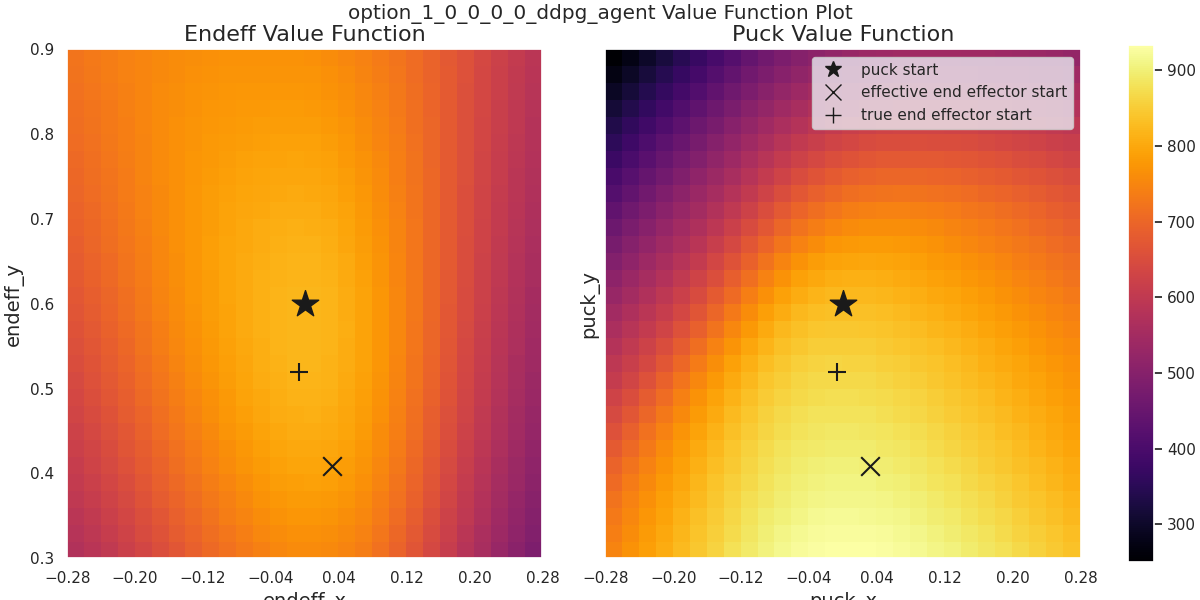 option_1_0_0_0_0_ddpg_agent Value Function Plot
Endeff Value Function
Puck Value Function
puck start
effective end effector start
true end effector start
0.9
0.8
0.7
0.6
0.5
0.4
0.3
endeff_y
−0.28 −0.20 −0.12 −0.04 0.04 0.12 0.20 0.28
endeff_x
puck_y
−0.28 −0.20 −0.12 −0.04 0.04 0.12 0.20 0.28
puck_x
900
800
700
600
500
400
300